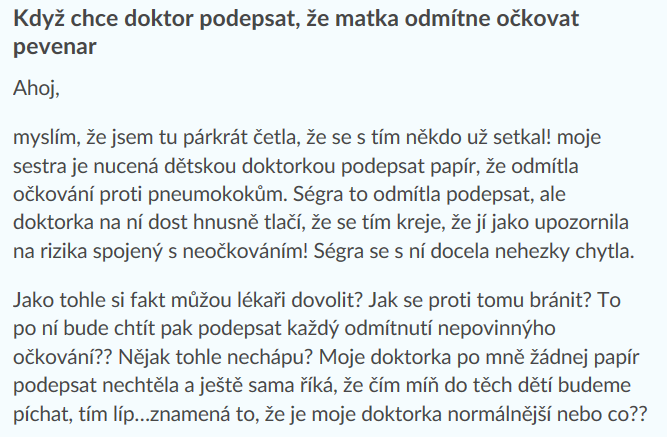 Když chce doktor podepsat, že matka odmítne očkovat
pevenar
Ahoj,
myslím, že jsem tu párkrát četla, že se s tím někdo už setkal! moje
sestra je nucená dětskou doktorkou podepsat papír, že odmítla
očkování proti pneumokokům. Ségra to odmítla podepsat, ale
doktorka na ní dost hnusně tlačí, že se tím kreje, že jí jako upozornila
na rizika spojený s neočkováním! Ségra se s ní docela nehezky chytla.
Jako tohle si fakt můžou lékaři dovolit? Jak se proti tomu bránit? To
po ní bude chtít pak podepsat každý odmítnutí nepovinnýho
očkování?? Nějak tohle nechápu? Moje doktorka po mně žádnej papír
podepsat nechtěla a ještě sama říká, že čím míň do těch dětí budeme
píchat, tím líp...znamená to, že je moje doktorka normálnější nebo co??